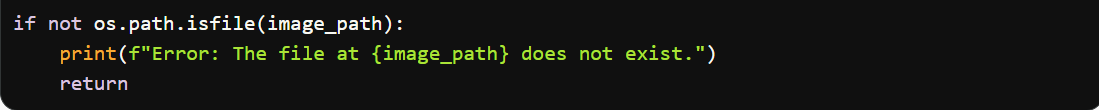 if not os.path.isfile(image_path):
    print(f"Error: The file at {image_path} does not exist.")
    return